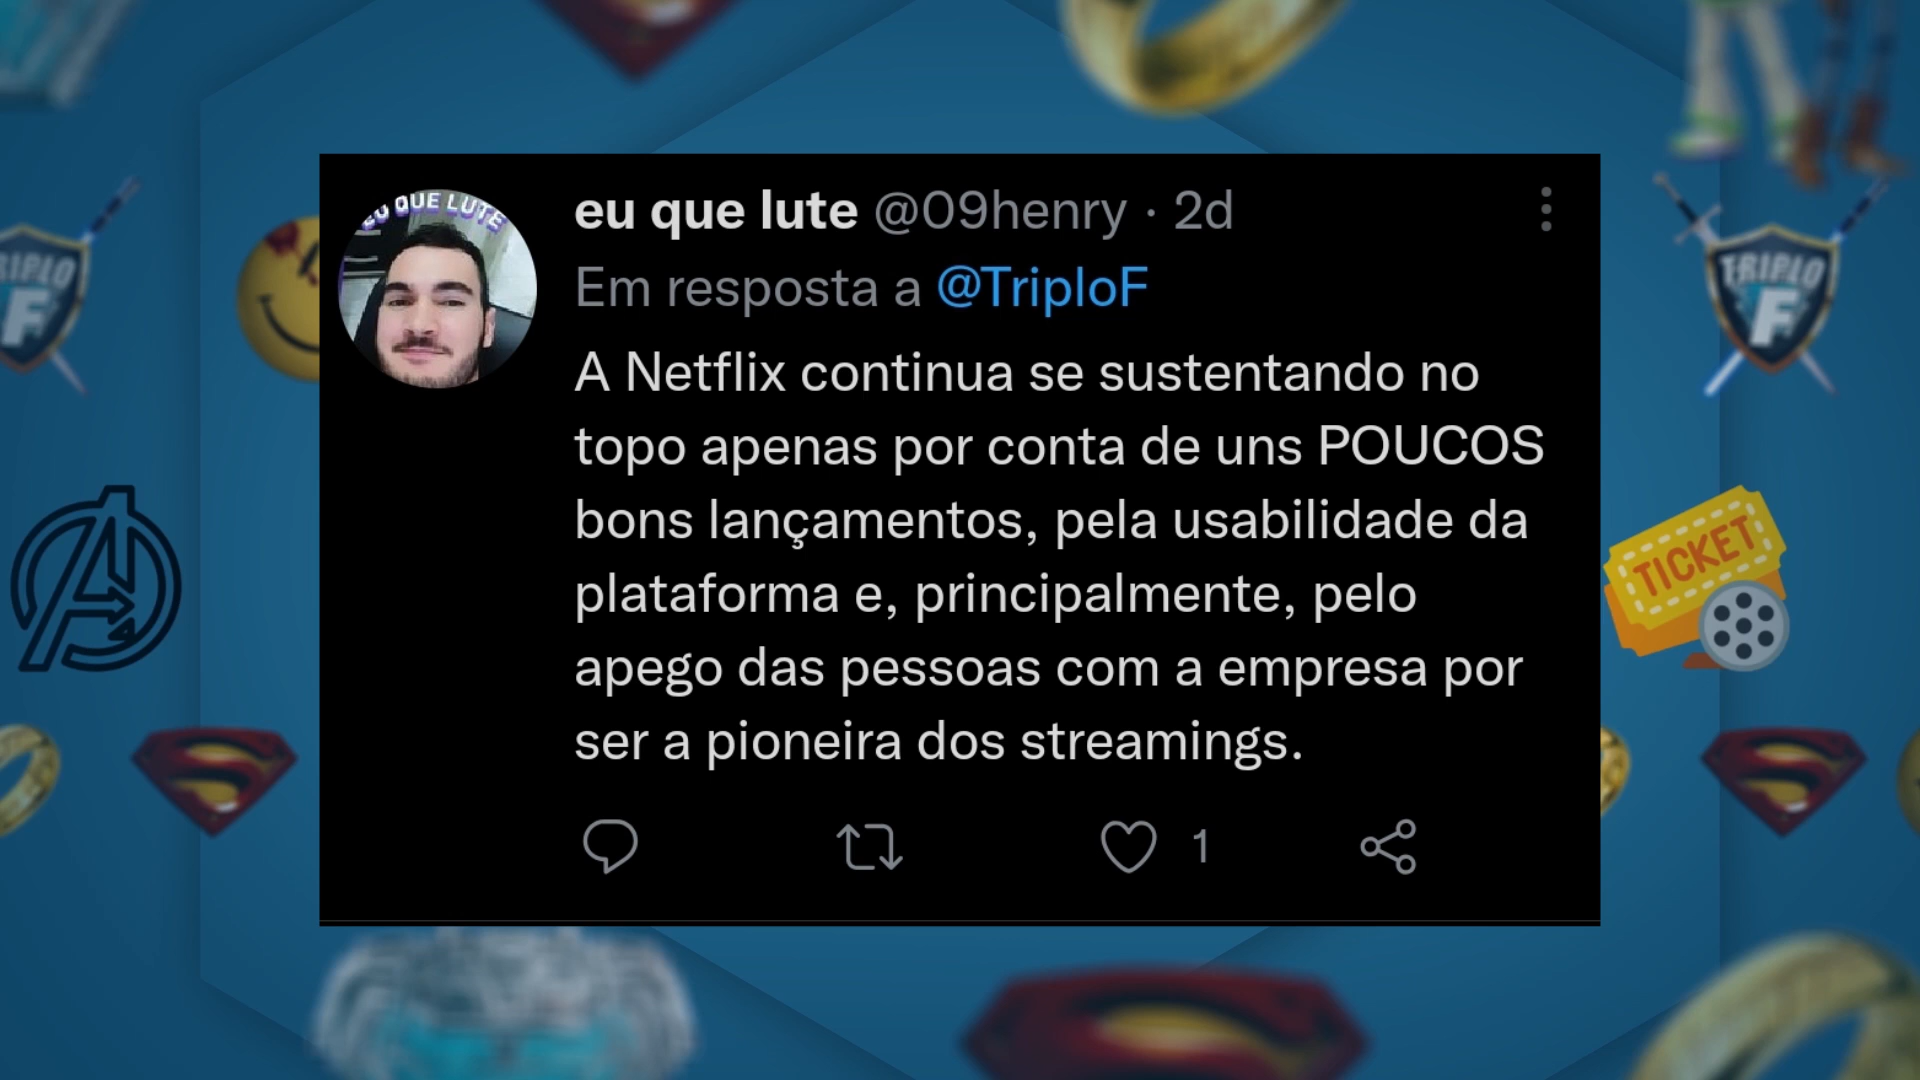 EU QUE LUTE
eu que lute @09henry · 2d
Em resposta a @TriploF
A Netflix continua se sustentando no
topo apenas por conta de uns POUCOS
bons lançamentos, pela usabilidade da
plataforma e, principalmente, pelo
apego das pessoas com a empresa por
ser a pioneira dos streamings.
1
TRIPLO
F
TRIPLO
F
TICKET